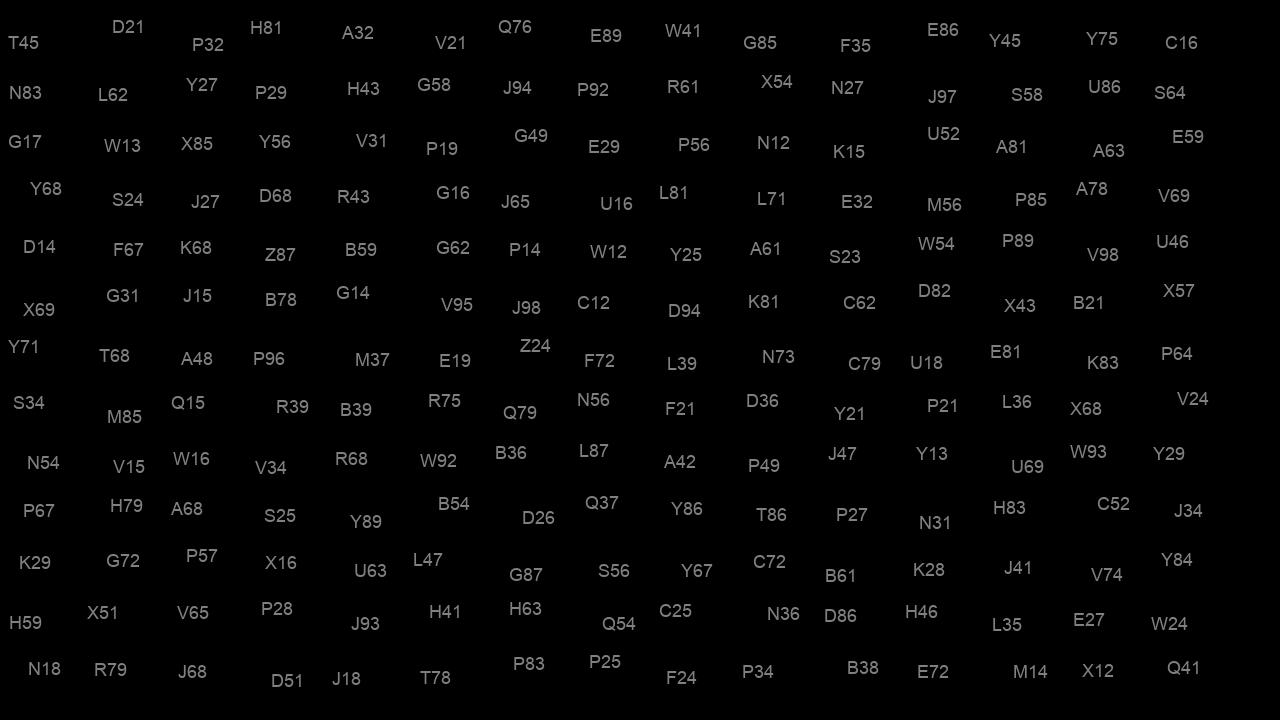 T45 D21 P32 H81 A32 V21 Q76 E89 W41 G85 F35 E86 Y45 Y75 C16
N83 L62 Y27 P29 H43 G58 J94 P92 R61 X54 N27 J97 S58 U86 S64
G17 W13 X85 Y56 V31 P19 G49 E29 P56 N12 K15 U52 A81 A63 E59
Y68 S24 J27 D68 R43 G16 J65 U16 L81 L71 E32 M56 P85 A78 V69
D14 F67 K68 Z87 B59 G62 P14 W12 Y25 A61 S23 W54 P89 V98 U46
X69 G31 J15 B78 G14 V95 J98 C12 D94 K81 C62 D82 X43 B21 X57
Y71 T68 A48 P96 M37 E19 Z24 F72 L39 N73 C79 U18 E81 K83 P64
S34 M85 Q15 R39 B39 R75 Q79 N56 F21 D36 Y21 P21 L36 X68 V24
N54 V15 W16 V34 R68 W92 B36 L87 A42 P49 J47 Y13 U69 W93 Y29
P67 H79 A68 S25 Y89 B54 D26 Q37 Y86 T86 P27 N31 H83 C52 J34
K29 G72 P57 X16 U63 L47 G87 S56 Y67 C72 B61 K28 J41 V74 Y84
H59 X51 V65 P28 J93 H41 H63 Q54 C25 N36 D86 H46 L35 E27 W24
N18 R79 J68 D51 J18 T78 P83 P25 F24 P34 B38 E72 M14 X12 Q41